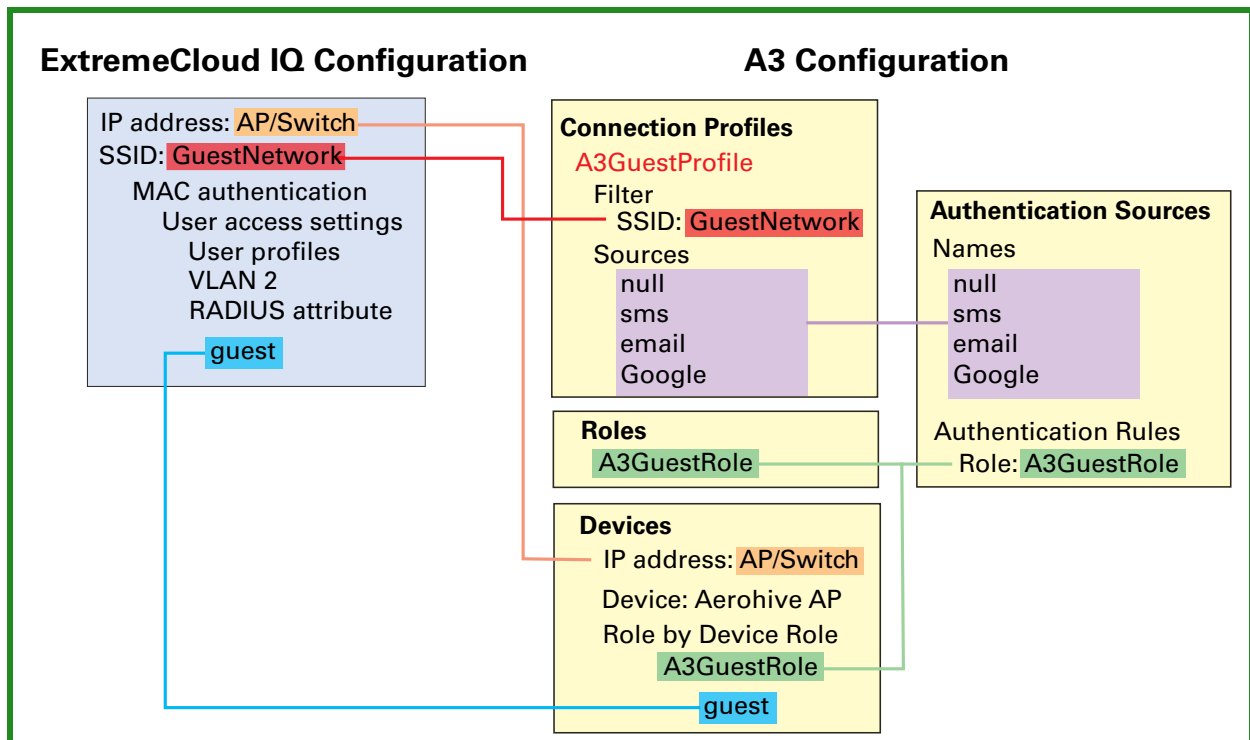 ExtremeCloud IQ Configuration
A3 Configuration
IP address: AP/Switch
SSID: GuestNetwork
MAC authentication
User access settings
User profiles
VLAN 2
RADIUS attribute
guest
Connection Profiles
A3GuestProfile
Filter
SSID: GuestNetwork
Sources
null
sms
email
Google
Roles
A3GuestRole
Devices
IP address: AP/Switch
Device: Aerohive AP
Role by Device Role
A3GuestRole
guest
Authentication Sources
Names
null
sms
email
Google
Authentication Rules
Role: A3GuestRole